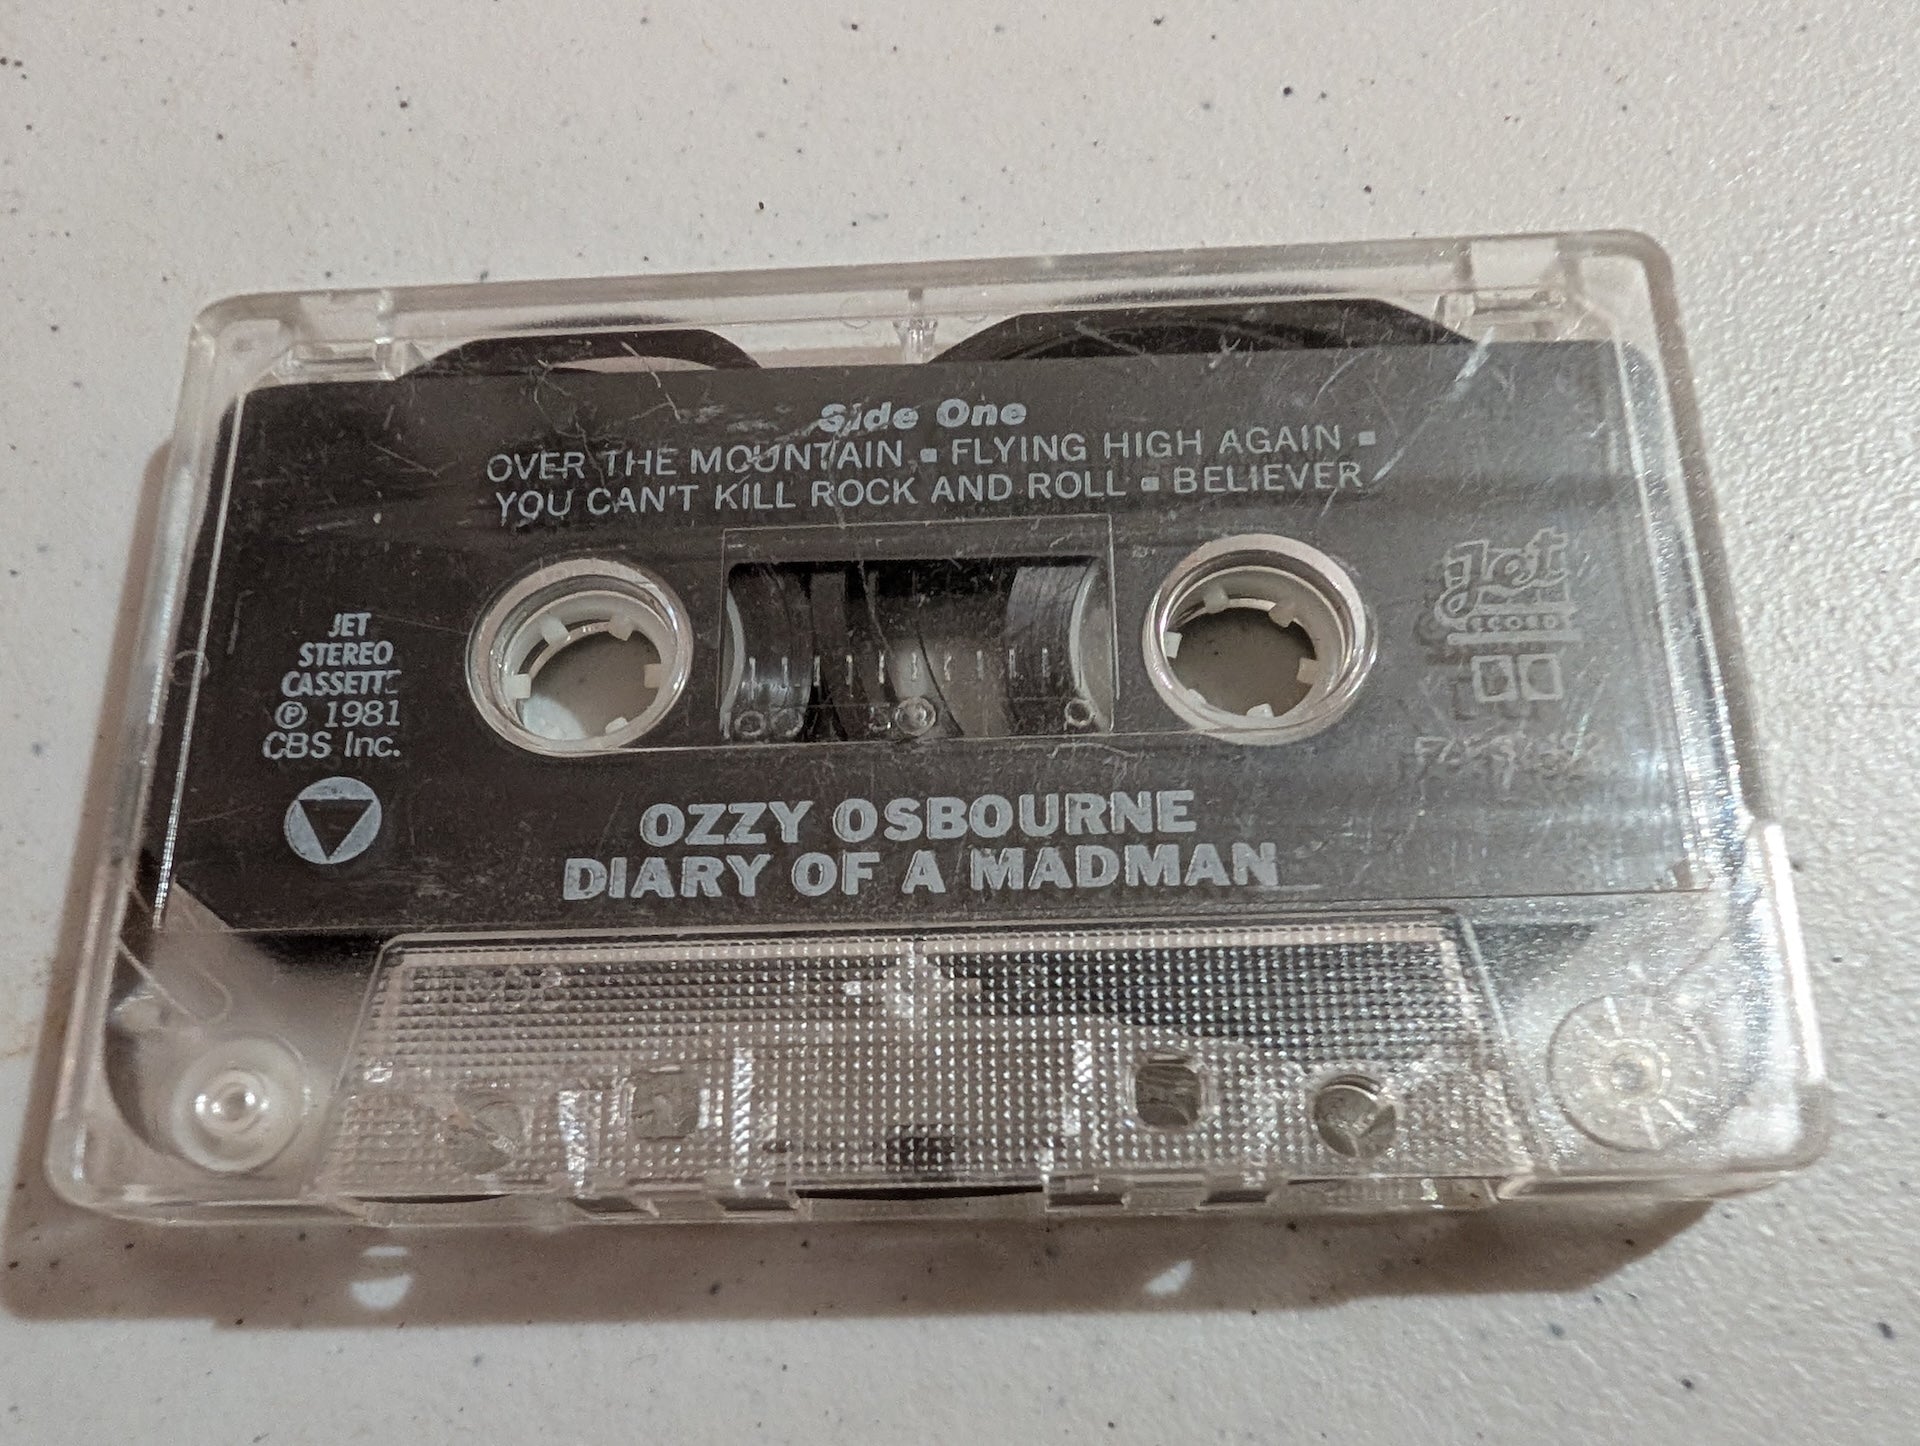 Side One
OVER THE MOUNTAIN ▪ FLYING HIGH AGAIN ▪
YOU CAN'T KILL ROCK AND ROLL ▪ BELIEVER
JET
STEREO
CASSETTE
℗ 1981
CBS Inc.
Jet
RECORDS
OZZY OSBOURNE
DIARY OF A MADMAN